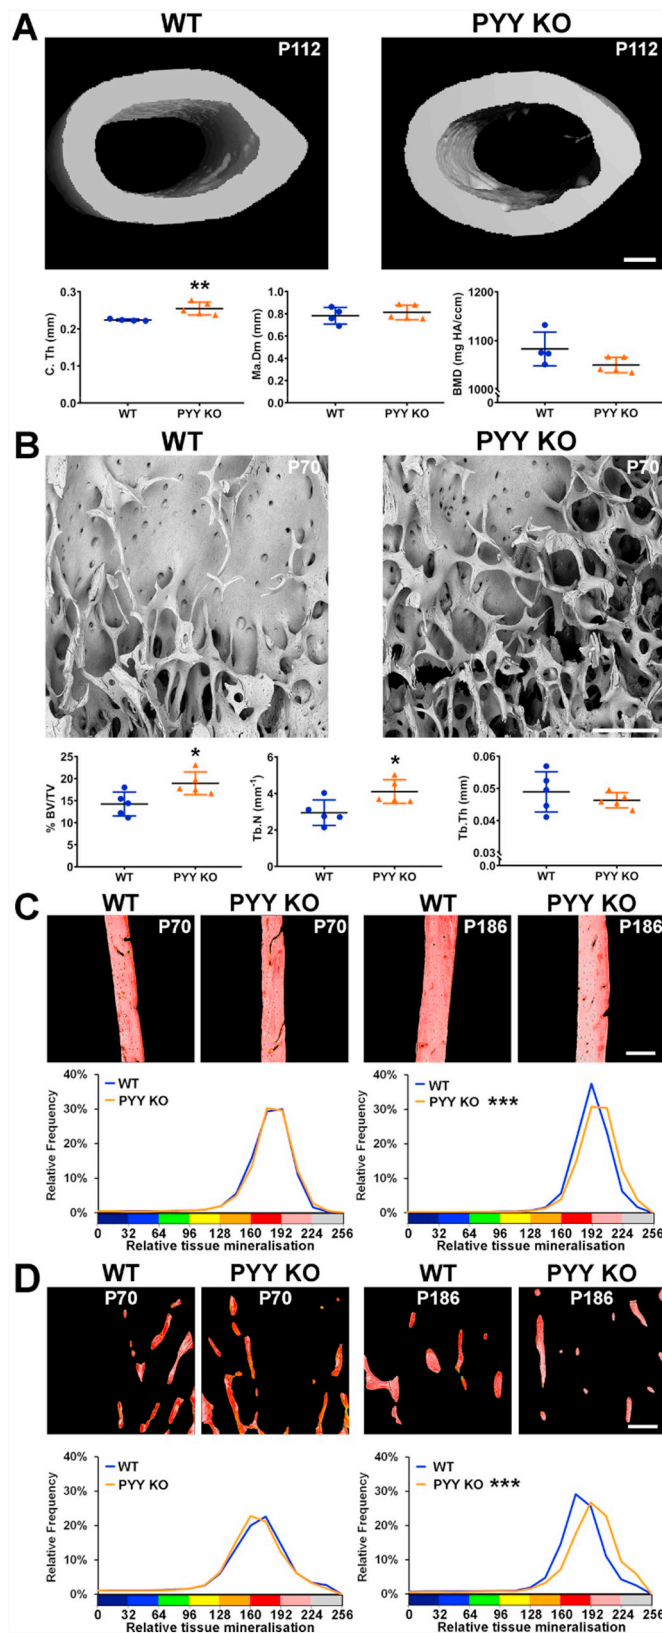 A
WT
PYY KO
P112
P112
**
C. Th (mm)
0.3
0.2
0.1
0.0
WT
PYY KO
Ma.Dm (mm)
1.0
0.8
0.6
0.4
0.2
0.0
WT
PYY KO
BMD (mg HA/ccm)
1200
1100
1000
0
WT
PYY KO
B
WT
PYY KO
P70
P70
*
% BV/TV
25
20
15
10
5
0
WT
PYY KO
*
Tb.N (mm⁻¹)
6
4
2
0
WT
PYY KO
Tb.Th (mm)
0.06
0.05
0.04
0.03
0
WT
PYY KO
C
WT
PYY KO
WT
PYY KO
P70
P70
P186
P186
Relative Frequency
40%
30%
20%
10%
0%
WT
PYY KO
0 32 64 96 128 160 192 224 256
Relative tissue mineralisation
Relative Frequency
40%
30%
20%
10%
0%
WT
PYY KO ***
0 32 64 96 128 160 192 224 256
Relative tissue mineralisation
D
WT
PYY KO
WT
PYY KO
P70
P70
P186
P186
Relative Frequency
40%
30%
20%
10%
0%
WT
PYY KO
0 32 64 96 128 160 192 224 256
Relative tissue mineralisation
Relative Frequency
40%
30%
20%
10%
0%
WT
PYY KO ***
0 32 64 96 128 160 192 224 256
Relative tissue mineralisation